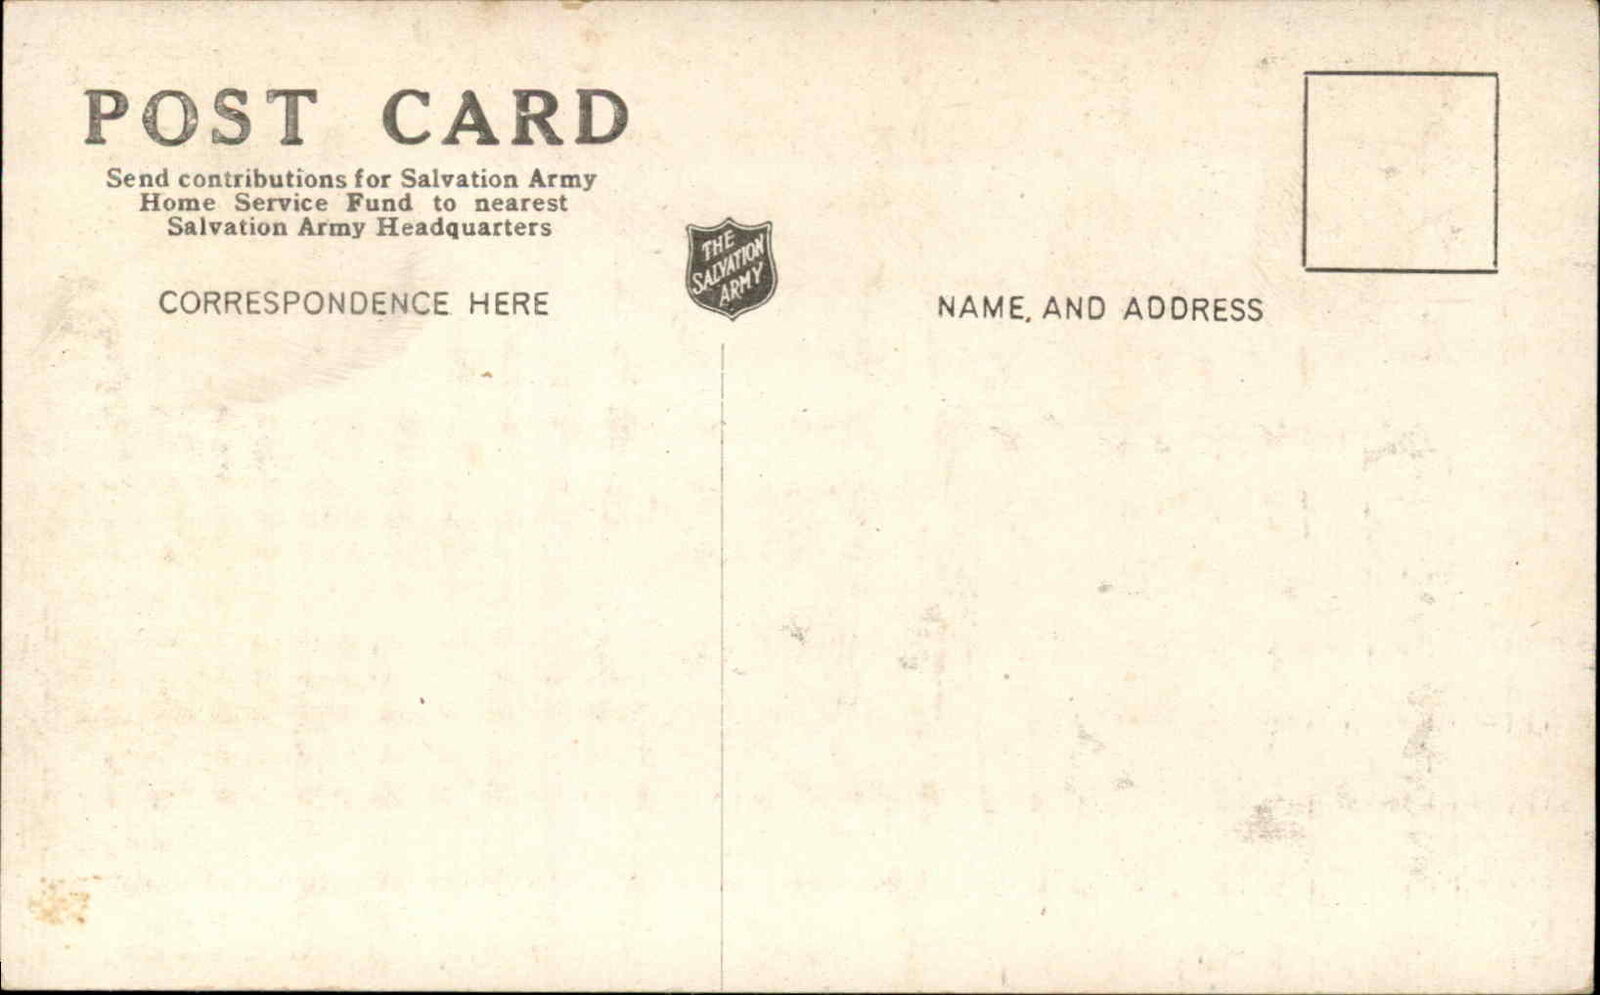 POST CARD
Send contributions for Salvation Army
Home Service Fund to nearest
Salvation Army Headquarters
THE
SALVATION
ARMY
CORRESPONDENCE HERE
NAME, AND ADDRESS